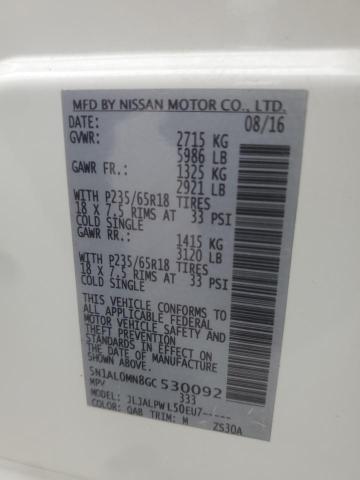 MFD BY NISSAN MOTOR CO., LTD.
DATE: 08/16
GVWR: 2715 KG
5986 LB
GAWR FR.: 1325 KG
2921 LB
WITH P235/65R18 TIRES
18 X 7.5 RIMS AT 33 PSI
COLD SINGLE
GAWR RR.: 1415 KG
3120 LB
WITH P235/65R18 TIRES
18 X 7.5 RIMS AT 33 PSI
COLD SINGLE
THIS VEHICLE CONFORMS TO
ALL APPLICABLE FEDERAL
MOTOR VEHICLE SAFETY AND
THEFT PREVENTION
STANDARDS IN EFFECT ON
THE DATE OF MANUFACTURE
SHOWN ABOVE.
5N1AL0MN8GC530092
MPV 333
MODEL: JLJALPWL50EU7-----
COLOR: QAB TRIM: M ZS30A